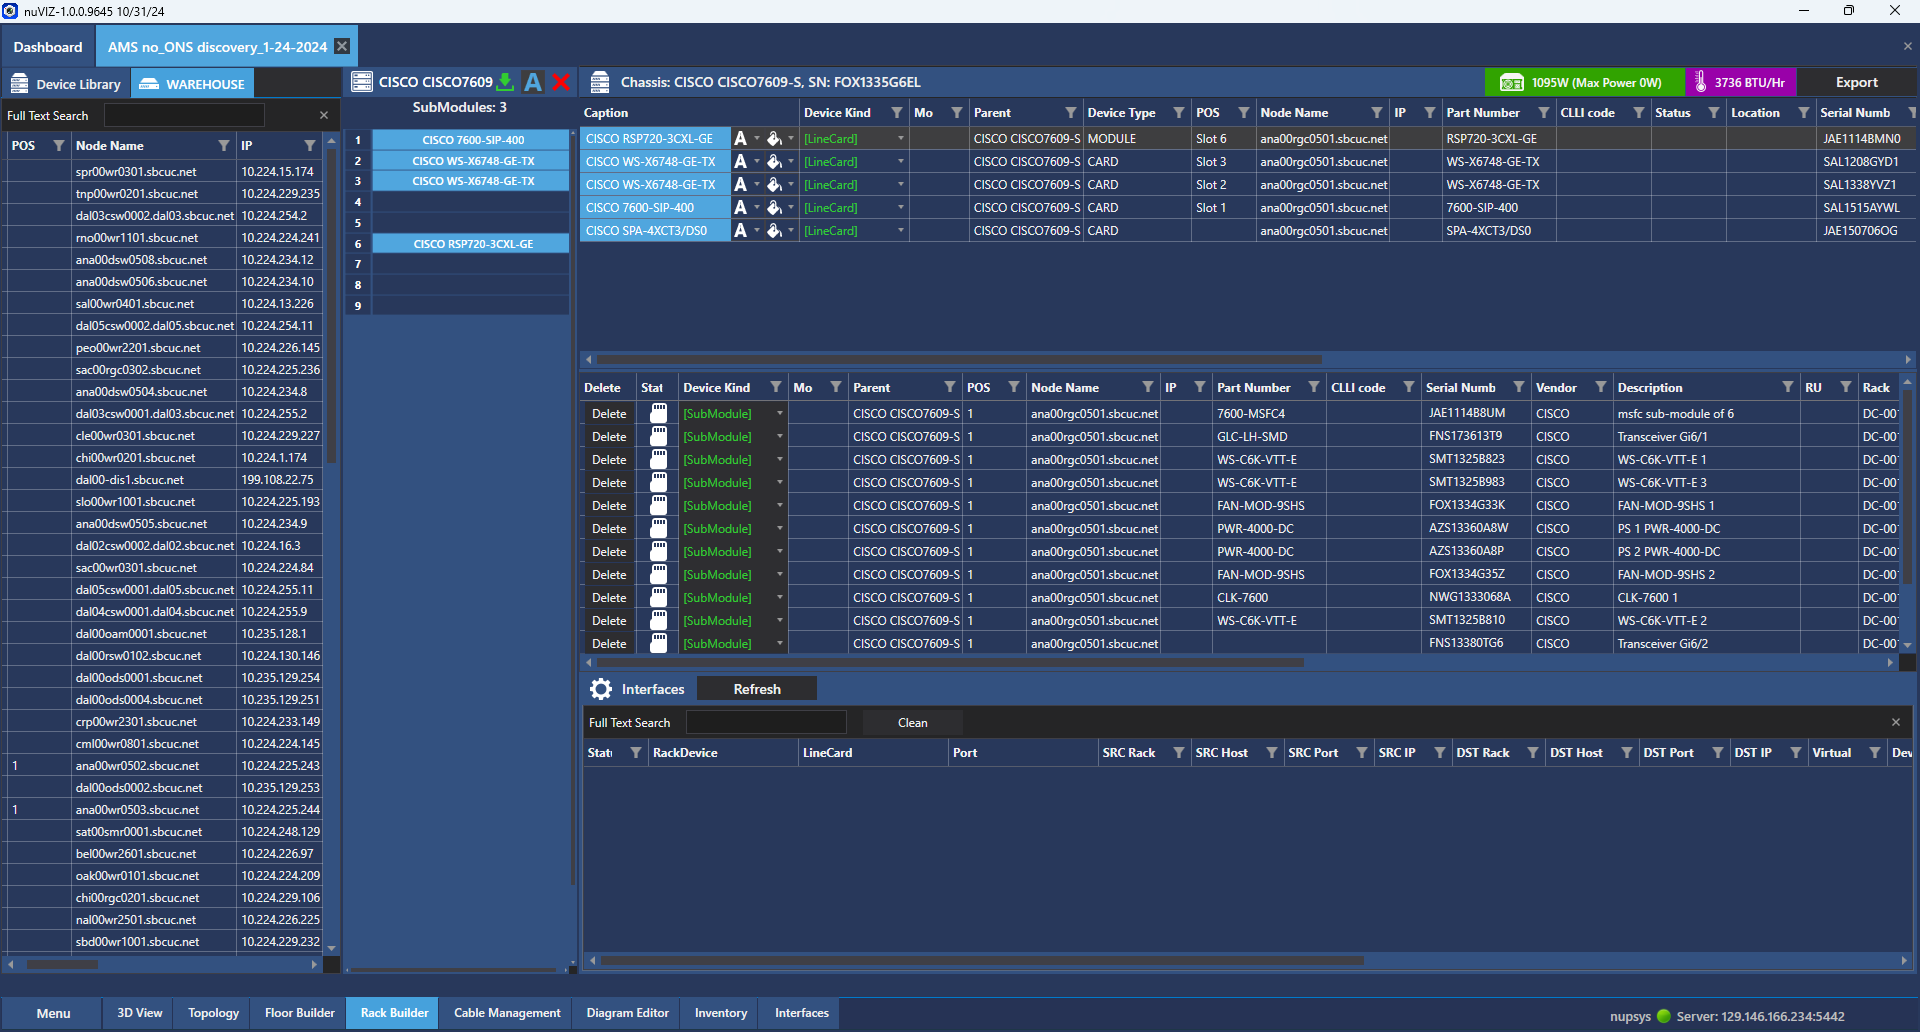 nuVIZ-1.0.0.9645 10/31/24
Dashboard
AMS no_ONS discovery_1-24-2024
Device Library
WAREHOUSE
Full Text Search
POS Node Name IP
spr00wr0301.sbcuc.net 10.224.15.174
tnp00wr0201.sbcuc.net 10.224.229.235
dal03csw0002.dal03.sbcuc.net 10.224.254.2
rno00wr1101.sbcuc.net 10.224.224.241
ana00dsw0508.sbcuc.net 10.224.234.12
ana00dsw0506.sbcuc.net 10.224.234.10
sal00wr0401.sbcuc.net 10.224.13.226
dal05csw0002.dal05.sbcuc.net 10.224.254.11
peo00wr2201.sbcuc.net 10.224.226.145
sac00rgc0302.sbcuc.net 10.224.225.236
ana00dsw0504.sbcuc.net 10.224.234.8
dal03csw0001.dal03.sbcuc.net 10.224.255.2
cle00wr0301.sbcuc.net 10.224.229.227
chi00wr0201.sbcuc.net 10.224.1.174
dal00-dis1.sbcuc.net 199.108.22.75
slo00wr1001.sbcuc.net 10.224.225.193
ana00dsw0505.sbcuc.net 10.224.234.9
dal02csw0002.dal02.sbcuc.net 10.224.16.3
sac00wr0301.sbcuc.net 10.224.224.84
dal05csw0001.dal05.sbcuc.net 10.224.255.11
dal04csw0001.dal04.sbcuc.net 10.224.255.9
dal00oam0001.sbcuc.net 10.235.128.1
dal00rsw0102.sbcuc.net 10.224.130.146
dal00ods0001.sbcuc.net 10.235.129.254
dal00ods0004.sbcuc.net 10.235.129.251
crp00wr2301.sbcuc.net 10.224.233.149
cml00wr0801.sbcuc.net 10.224.224.145
1 ana00wr0502.sbcuc.net 10.224.225.243
dal00ods0002.sbcuc.net 10.235.129.253
1 ana00wr0503.sbcuc.net 10.224.225.244
sat00smr0001.sbcuc.net 10.224.248.129
bel00wr2601.sbcuc.net 10.224.226.97
oak00wr0101.sbcuc.net 10.224.224.209
chi00rgc0201.sbcuc.net 10.224.229.106
nal00wr2501.sbcuc.net 10.224.226.225
sbd00wr1001.sbcuc.net 10.224.229.232
CISCO CISCO7609 A
SubModules: 3
1 CISCO 7600-SIP-400
2 CISCO WS-X6748-GE-TX
3 CISCO WS-X6748-GE-TX
4
5
6 CISCO RSP720-3CXL-GE
7
8
9
Chassis: CISCO CISCO7609-S, SN: FOX1335G6EL
1095W (Max Power 0W)
3736 BTU/Hr
Export
Caption Device Kind Mo Parent Device Type POS Node Name IP Part Number CLLI code Status Location Serial Numb
CISCO RSP720-3CXL-GE A [LineCard] CISCO CISCO7609-S MODULE Slot 6 ana00rgc0501.sbcuc.net RSP720-3CXL-GE JAE1114BMN0
CISCO WS-X6748-GE-TX A [LineCard] CISCO CISCO7609-S CARD Slot 3 ana00rgc0501.sbcuc.net WS-X6748-GE-TX SAL1208GYD1
CISCO WS-X6748-GE-TX A [LineCard] CISCO CISCO7609-S CARD Slot 2 ana00rgc0501.sbcuc.net WS-X6748-GE-TX SAL1338YVZ1
CISCO 7600-SIP-400 A [LineCard] CISCO CISCO7609-S CARD Slot 1 ana00rgc0501.sbcuc.net 7600-SIP-400 SAL1515AYWL
CISCO SPA-4XCT3/DS0 A [LineCard] CISCO CISCO7609-S CARD ana00rgc0501.sbcuc.net SPA-4XCT3/DS0 JAE150706OG
Delete Stat Device Kind Mo Parent POS Node Name IP Part Number CLLI code Serial Numb Vendor Description RU Rack
Delete [SubModule] CISCO CISCO7609-S 1 ana00rgc0501.sbcuc.net 7600-MSFC4 JAE1114B8UM CISCO msfc sub-module of 6 DC-00
Delete [SubModule] CISCO CISCO7609-S 1 ana00rgc0501.sbcuc.net GLC-LH-SMD FNS173613T9 CISCO Transceiver Gi6/1 DC-00
Delete [SubModule] CISCO CISCO7609-S 1 ana00rgc0501.sbcuc.net WS-C6K-VTT-E SMT1325B823 CISCO WS-C6K-VTT-E 1 DC-00
Delete [SubModule] CISCO CISCO7609-S 1 ana00rgc0501.sbcuc.net WS-C6K-VTT-E SMT1325B983 CISCO WS-C6K-VTT-E 3 DC-00
Delete [SubModule] CISCO CISCO7609-S 1 ana00rgc0501.sbcuc.net FAN-MOD-9SHS FOX1334G33K CISCO FAN-MOD-9SHS 1 DC-00
Delete [SubModule] CISCO CISCO7609-S 1 ana00rgc0501.sbcuc.net PWR-4000-DC AZS13360A8W CISCO PS 1 PWR-4000-DC DC-00
Delete [SubModule] CISCO CISCO7609-S 1 ana00rgc0501.sbcuc.net PWR-4000-DC AZS13360A8P CISCO PS 2 PWR-4000-DC DC-00
Delete [SubModule] CISCO CISCO7609-S 1 ana00rgc0501.sbcuc.net FAN-MOD-9SHS FOX1334G35Z CISCO FAN-MOD-9SHS 2 DC-00
Delete [SubModule] CISCO CISCO7609-S 1 ana00rgc0501.sbcuc.net CLK-7600 NWG1333068A CISCO CLK-7600 1 DC-00
Delete [SubModule] CISCO CISCO7609-S 1 ana00rgc0501.sbcuc.net WS-C6K-VTT-E SMT1325B810 CISCO WS-C6K-VTT-E 2 DC-00
Delete [SubModule] CISCO CISCO7609-S 1 ana00rgc0501.sbcuc.net FNS13380TG6 CISCO Transceiver Gi6/2 DC-00
Interfaces Refresh
Full Text Search Clean
Stat RackDevice LineCard Port SRC Rack SRC Host SRC Port SRC IP DST Rack DST Host DST Port DST IP Virtual Dev
Menu 3D View Topology Floor Builder Rack Builder Cable Management Diagram Editor Inventory Interfaces
nupsys Server: 129.146.166.234:5442